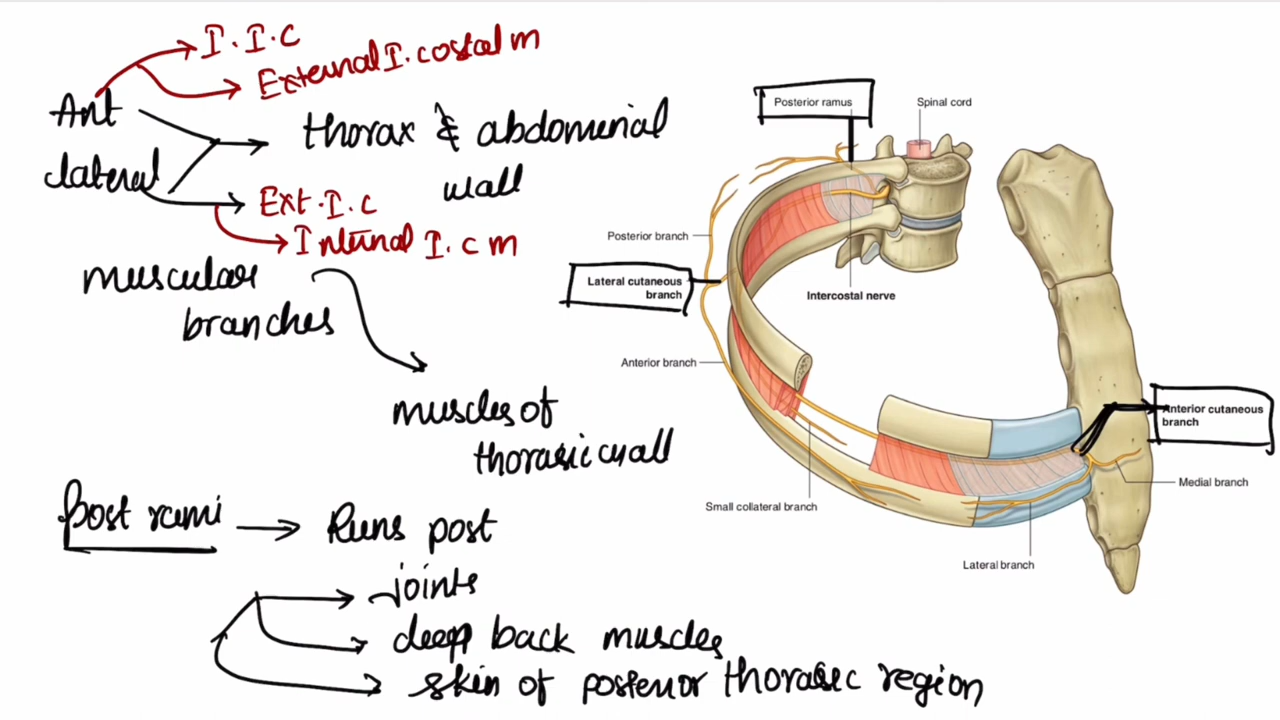 I.I.C
External I.costal m
Ant
lateral
thorax & abdominal
wall
Ext.I.C
Internal I.c m
muscular
branches
muscles of
thorasic wall
Post rami
Runs post
joints
deep back muscles
skin of posterior thorasic region
Posterior ramus
Spinal cord
Posterior branch
Lateral cutaneous
branch
Intercostal nerve
Anterior branch
Anterior cutaneous
branch
Medial branch
Small collateral branch
Lateral branch